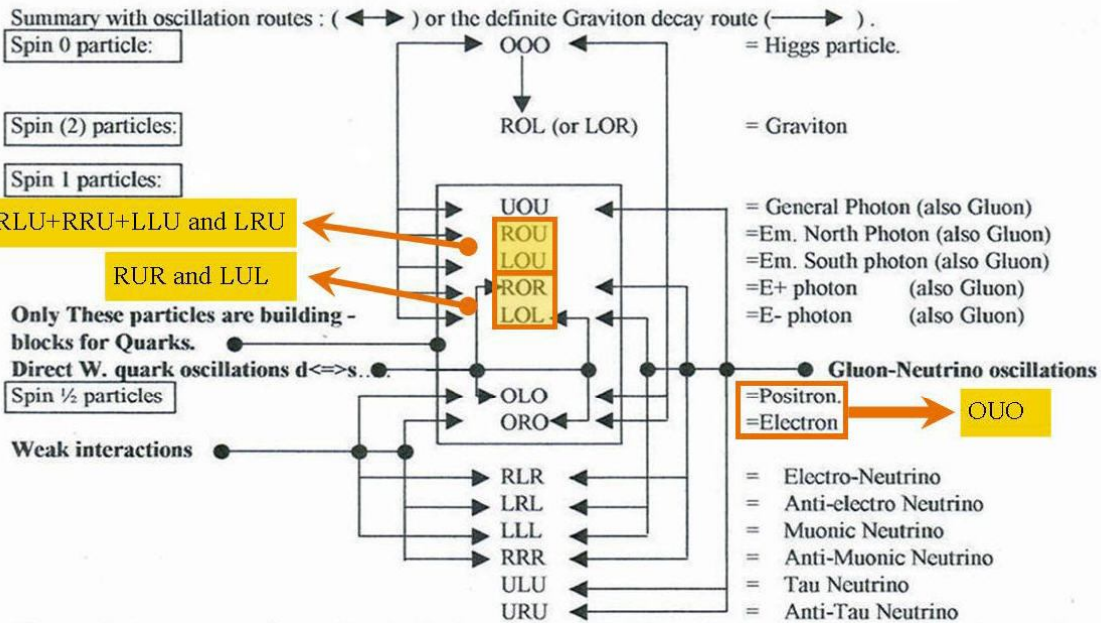 Summary with oscillation routes : ( ◄─► ) or the definite Graviton decay route (──► ) .
Spin 0 particle: OOO = Higgs particle.
Spin (2) particles: ROL (or LOR) = Graviton
Spin 1 particles:
UOU = General Photon (also Gluon)
RLU+RRU+LLU and LRU ROU =Em. North Photon (also Gluon)
LOU =Em. South photon (also Gluon)
RUR and LUL ROR =E+ photon (also Gluon)
Only These particles are building - LOL =E- photon (also Gluon)
blocks for Quarks.
Direct W. quark oscillations d<=>s.... Gluon-Neutrino oscillations
Spin ½ particles OLO =Positron.
ORO =Electron OUO
Weak interactions
RLR = Electro-Neutrino
LRL = Anti-electro Neutrino
LLL = Muonic Neutrino
RRR = Anti-Muonic Neutrino
ULU = Tau Neutrino
URU = Anti-Tau Neutrino